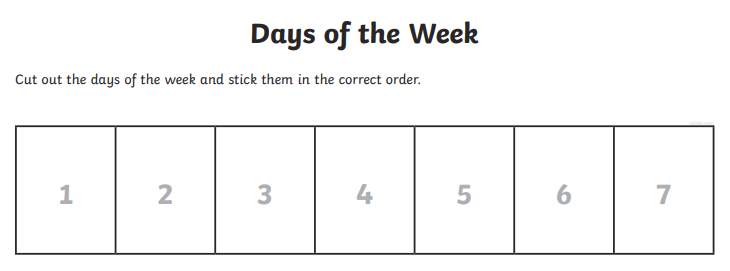 Days of the Week
Cut out the days of the week and stick them in the correct order.
1 2 3 4 5 6 7